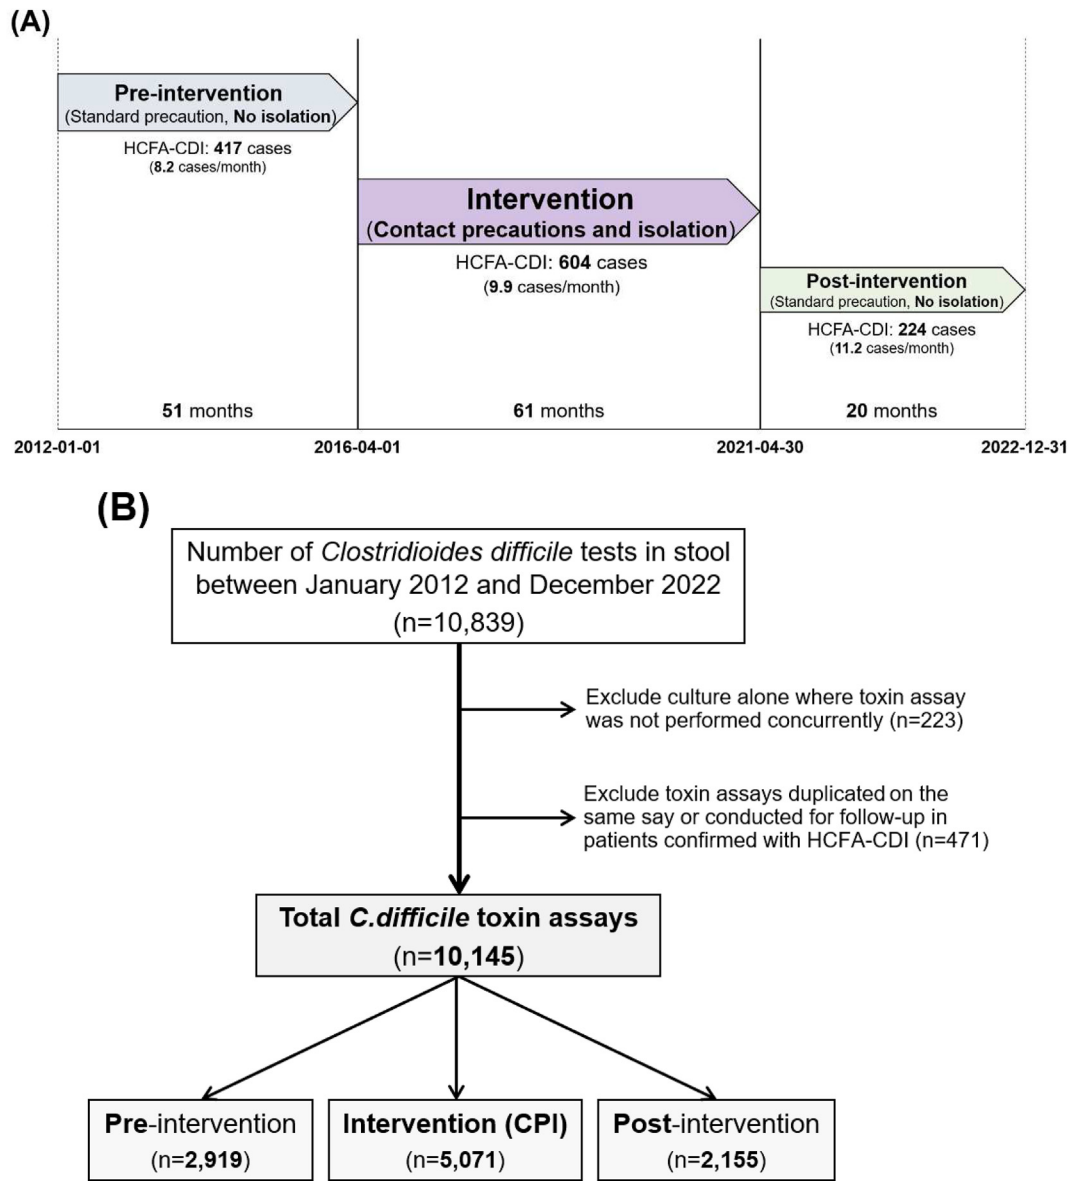 (A)
Pre-intervention
(Standard precaution, No isolation)
HCFA-CDI: 417 cases
(8.2 cases/month)
Intervention
(Contact precautions and isolation)
HCFA-CDI: 604 cases
(9.9 cases/month)
Post-intervention
(Standard precaution, No isolation)
HCFA-CDI: 224 cases
(11.2 cases/month)
51 months
61 months
20 months
2012-01-01
2016-04-01
2021-04-30
2022-12-31
(B)
Number of Clostridioides difficile tests in stool
between January 2012 and December 2022
(n=10,839)
Exclude culture alone where toxin assay
was not performed concurrently (n=223)
Exclude toxin assays duplicated on the
same say or conducted for follow-up in
patients confirmed with HCFA-CDI (n=471)
Total C.difficile toxin assays
(n=10,145)
Pre-intervention
(n=2,919)
Intervention (CPI)
(n=5,071)
Post-intervention
(n=2,155)